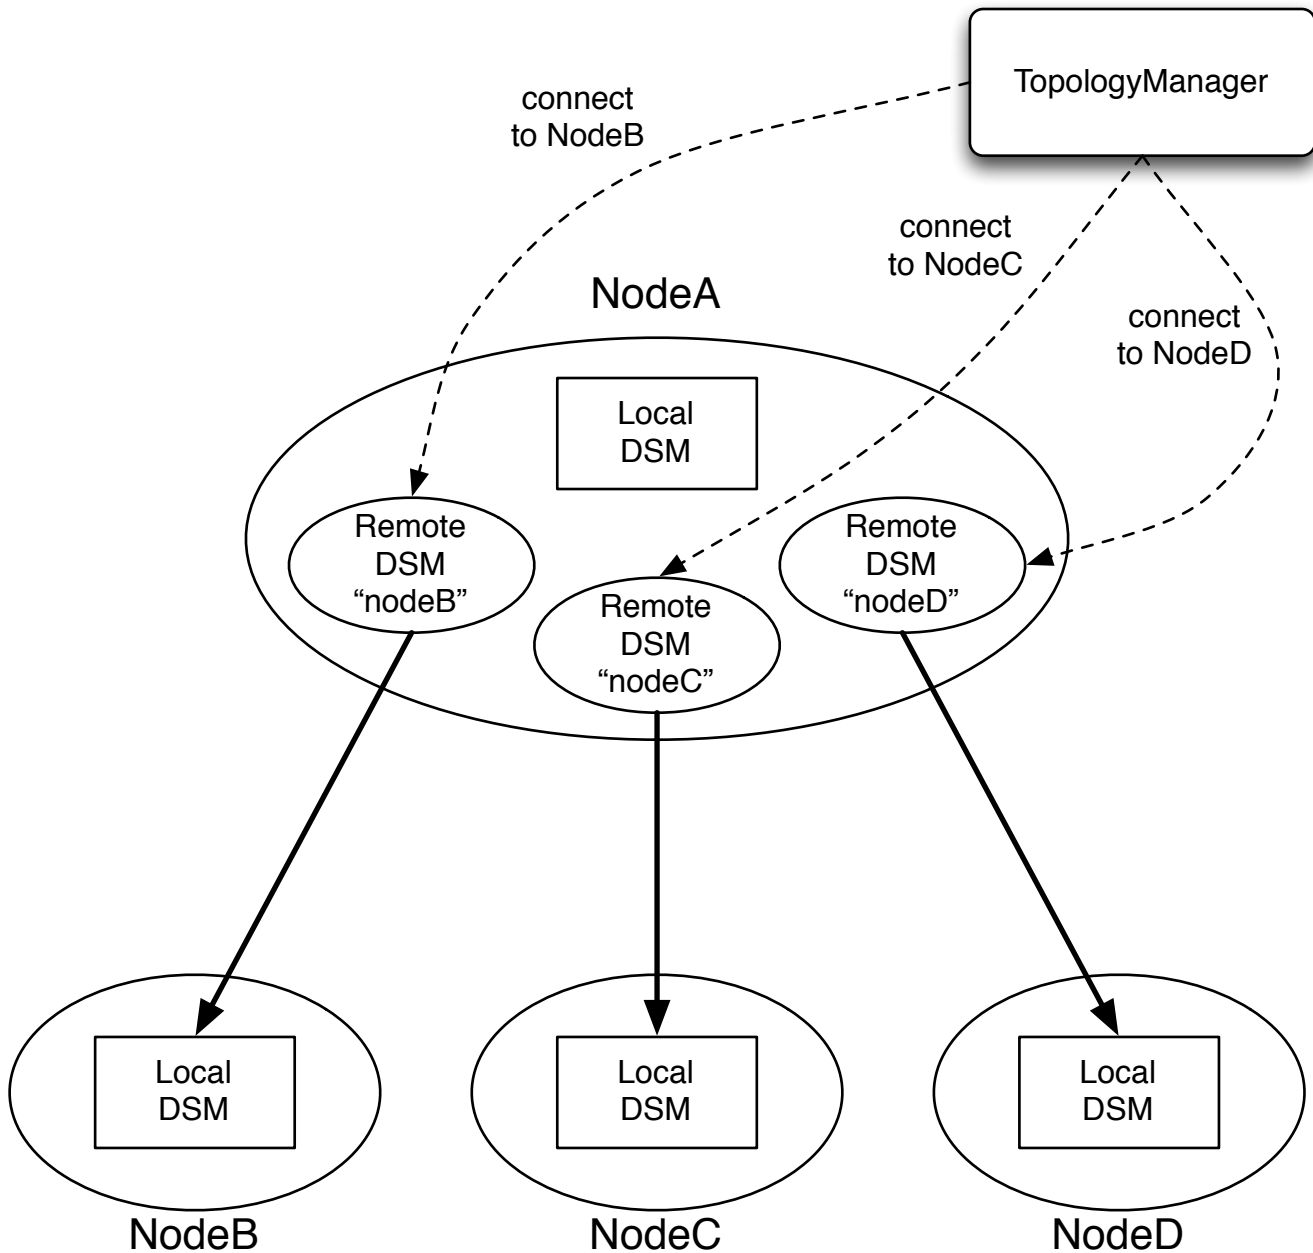 TopologyManager
connect
to NodeB
connect
to NodeC
connect
to NodeD
NodeA
Local
DSM
Remote
DSM
“nodeB”
Remote
DSM
“nodeC”
Remote
DSM
“nodeD”
Local
DSM
Local
DSM
Local
DSM
NodeB
NodeC
NodeD